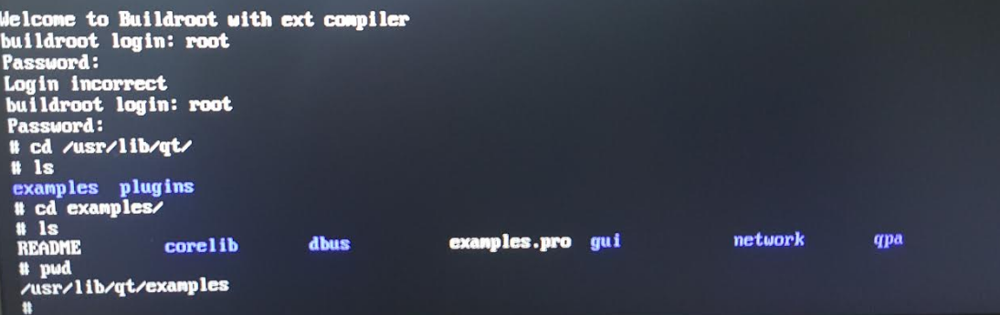 Welcome to Buildroot with ext compiler
buildroot login: root
Password:
Login incorrect
buildroot login: root
Password:
# cd /usr/lib/qt/
# ls
examples plugins
# cd examples/
# ls
README corelib dbus examples.pro gui network qpa
# pwd
/usr/lib/qt/examples
#